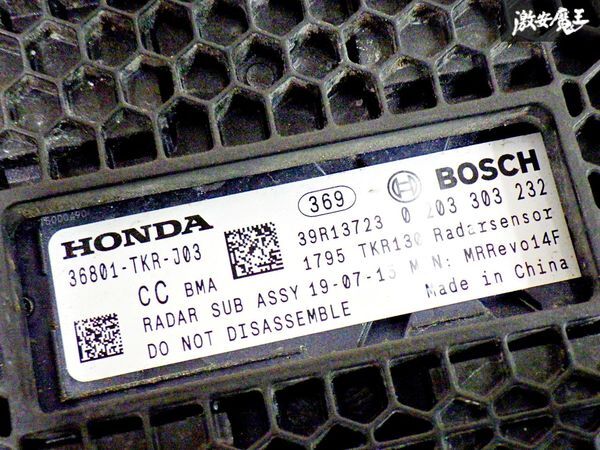 激安魔王
HONDA
36801-TKR-J03
CC BMA
RADAR SUB ASSY 19-07-13
DO NOT DISASSEMBLE
369
BOSCH
39R13723 0 203 303 232
1795 TKR130 Radarsensor
MRRevo14F
Made in China